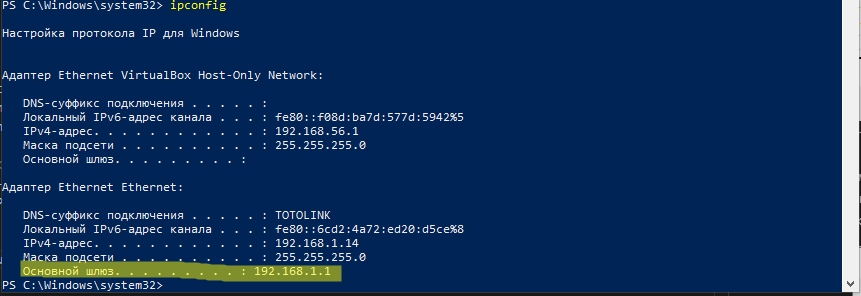 PS C:\Windows\system32> ipconfig
Настройка протокола IP для Windows
Адаптер Ethernet VirtualBox Host-Only Network:
DNS-суффикс подключения . . . . . :
Локальный IPv6-адрес канала . . . : fe80::f08d:ba7d:577d:5942%5
IPv4-адрес. . . . . . . . . . . . : 192.168.56.1
Маска подсети . . . . . . . . . . : 255.255.255.0
Основной шлюз. . . . . . . . . :
Адаптер Ethernet Ethernet:
DNS-суффикс подключения . . . . . : TOTOLINK
Локальный IPv6-адрес канала . . . : fe80::6cd2:4a72:ed20:d5ce%8
IPv4-адрес. . . . . . . . . . . . : 192.168.1.14
Маска подсети . . . . . . . . . . : 255.255.255.0
Основной шлюз. . . . . . . . . : 192.168.1.1
PS C:\Windows\system32>